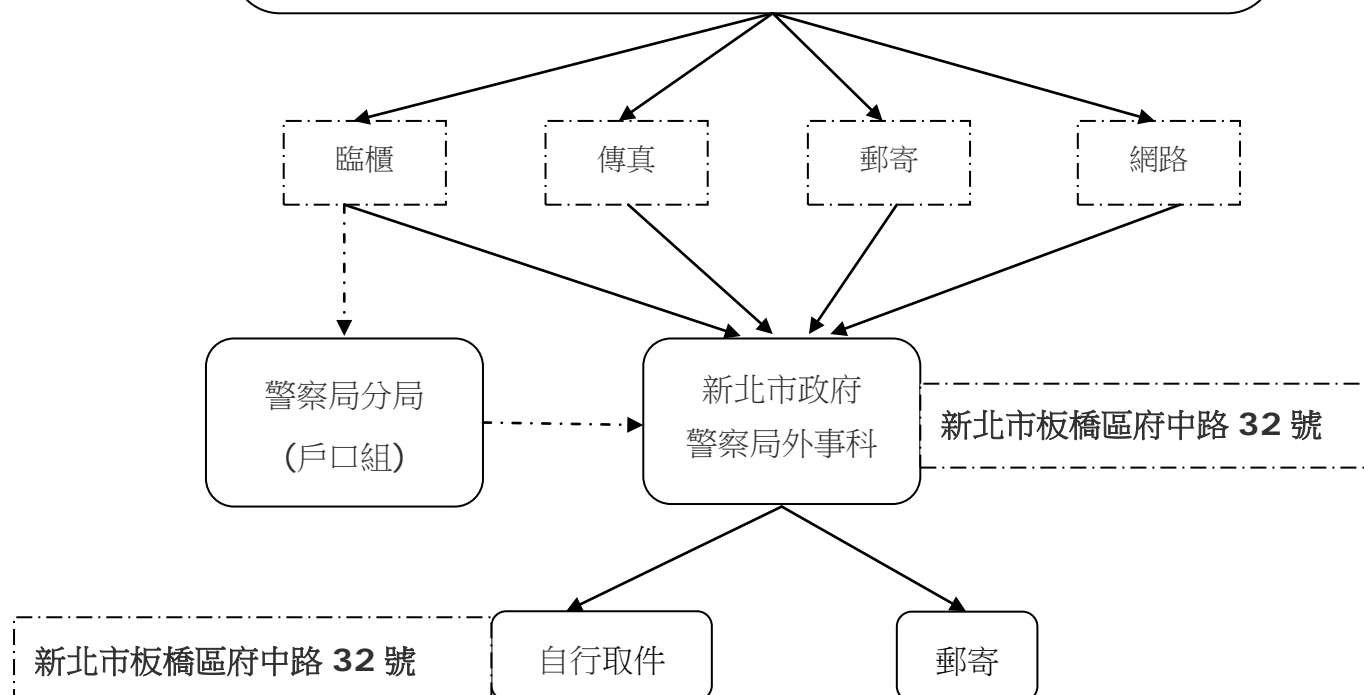 臨櫃
傳真
郵寄
網路
警察局分局
(戶口組)
新北市政府
警察局外事科
新北市板橋區府中路 32 號
新北市板橋區府中路 32 號
自行取件
郵寄